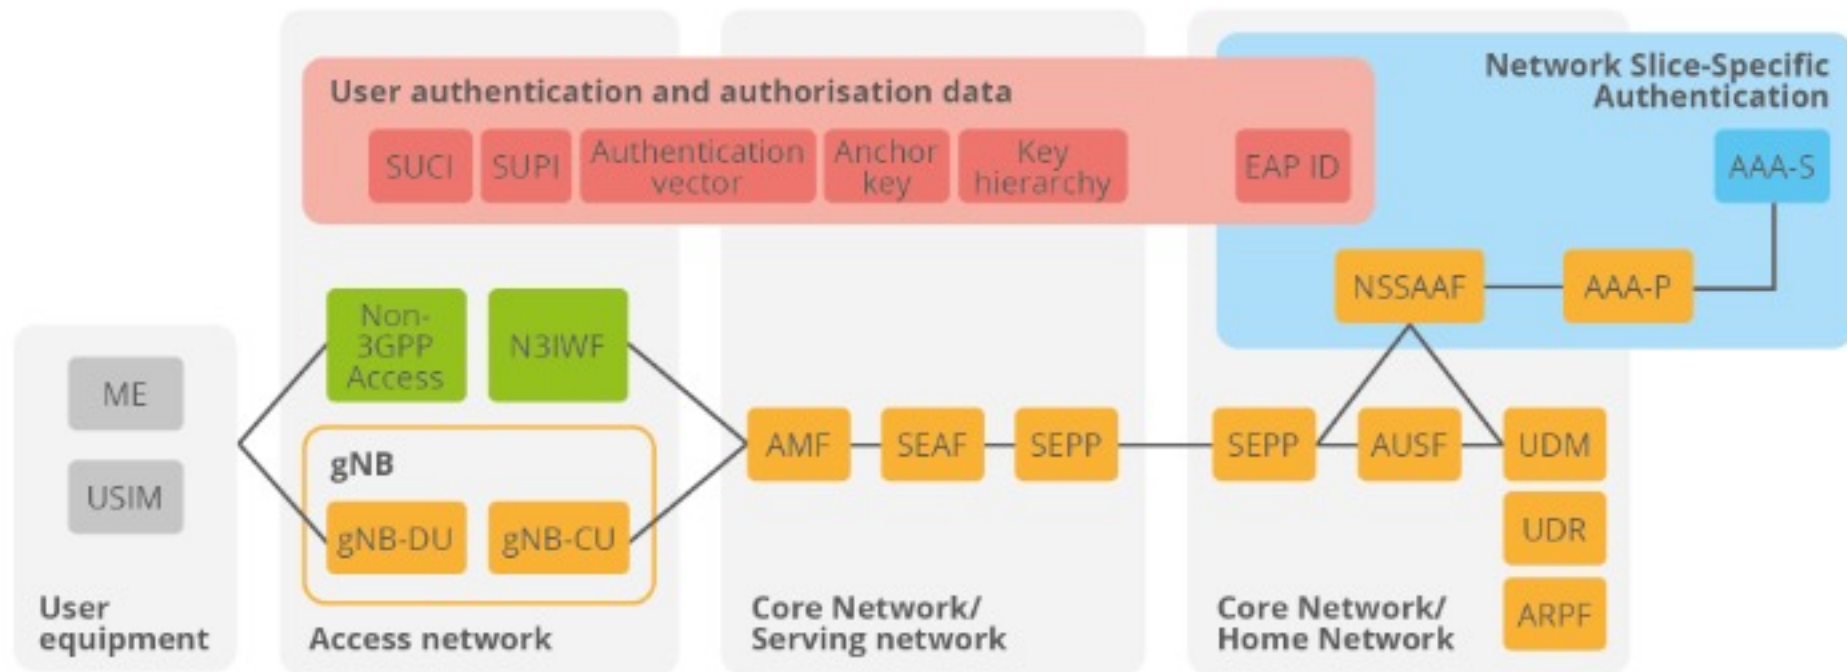 User authentication and authorisation data
Network Slice-Specific
Authentication
SUCI
SUPI
Authentication
vector
Anchor
key
Key
hierarchy
EAP ID
AAA-S
NSSAAF
AAA-P
Non-
3GPP
Access
N3IWF
ME
USIM
gNB
gNB-DU
gNB-CU
AMF
SEAF
SEPP
SEPP
AUSF
UDM
UDR
ARPF
User
equipment
Access network
Core Network/
Serving network
Core Network/
Home Network